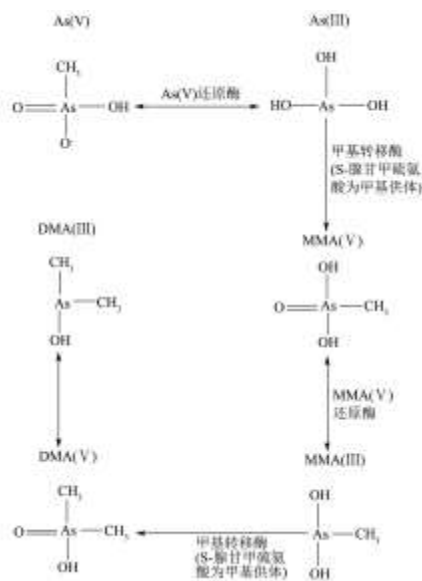 As(V)
As(III)
CH₃
OH
O
As
OH
As(V)还原酶
HO
As
OH
O⁻
甲基转移酶
(S-腺甘甲硫氨
酸为甲基供体)
DMA(III)
MMA(V)
CH₃
OH
As
CH₃
O
As
CH₃
OH
OH
MMA(V)
还原酶
DMA(V)
MMA(III)
CH₃
OH
O
As
CH₃
As
CH₃
甲基转移酶
(S-腺甘甲硫氨
酸为甲基供体)
OH
OH